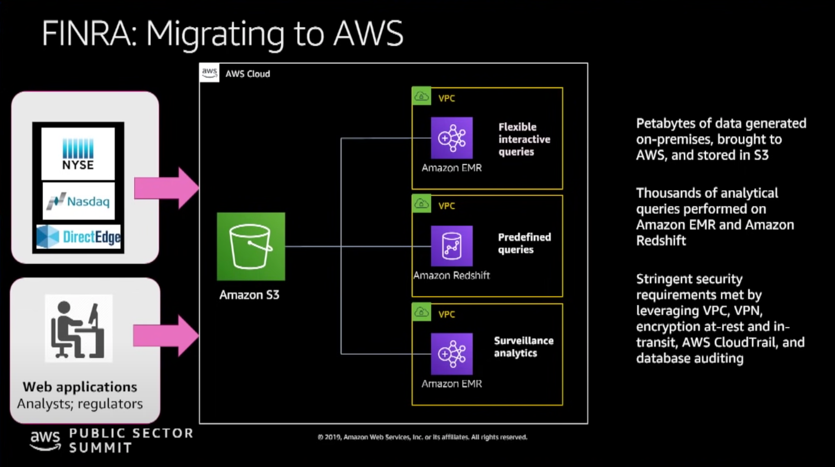 FINRA: Migrating to AWS
aws
AWS Cloud
NYSE
Nasdaq
DirectEdge
Web applications
Analysts; regulators
Amazon S3
VPC
Flexible
interactive
queries
Amazon EMR
VPC
Predefined
queries
Amazon Redshift
VPC
Surveillance
analytics
Amazon EMR
Petabytes of data generated
on-premises, brought to
AWS, and stored in S3
Thousands of analytical
queries performed on
Amazon EMR and Amazon
Redshift
Stringent security
requirements met by
leveraging VPC, VPN,
encryption at-rest and in-
transit, AWS CloudTrail, and
database auditing
aws
PUBLIC SECTOR
SUMMIT
© 2019, Amazon Web Services, Inc. or its affiliates. All rights reserved.